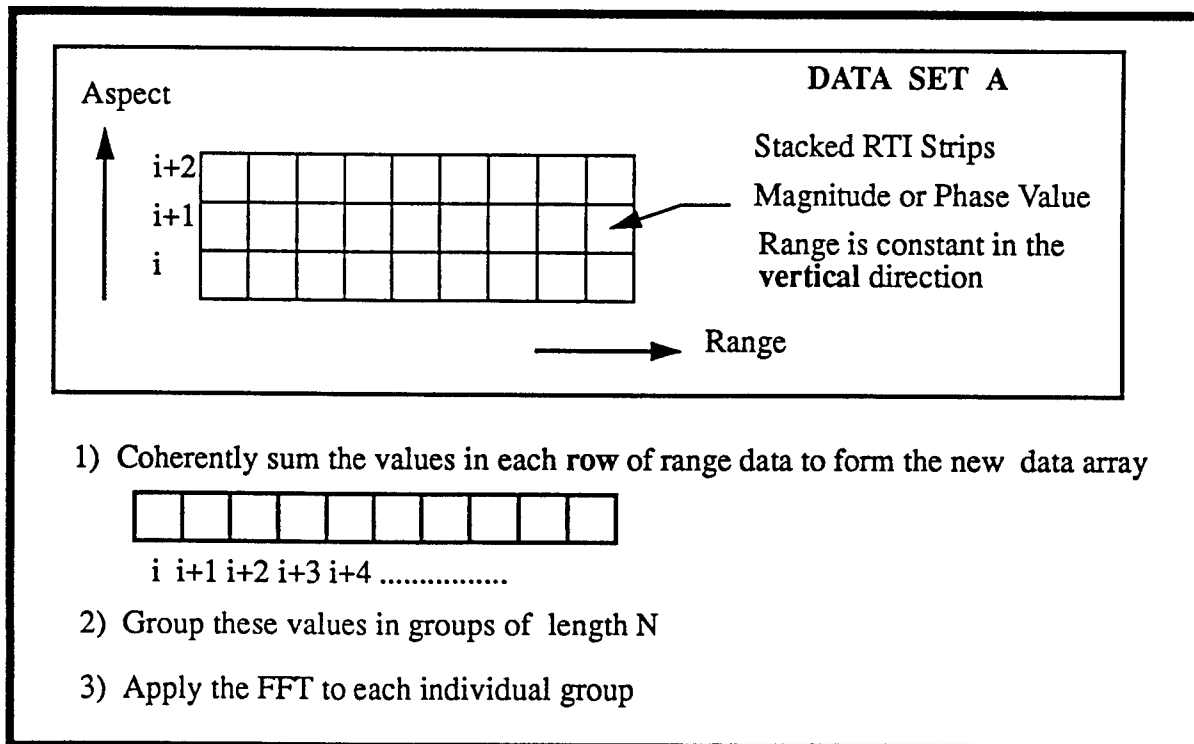 DATA SET A
Aspect
Stacked RTI Strips
i+2
Magnitude or Phase Value
i+1
Range is constant in the
i
vertical direction
Range
1) Coherently sum the values in each row of range data to form the new data array
i i+1 i+2 i+3 i+4 ................
2) Group these values in groups of length N
3) Apply the FFT to each individual group